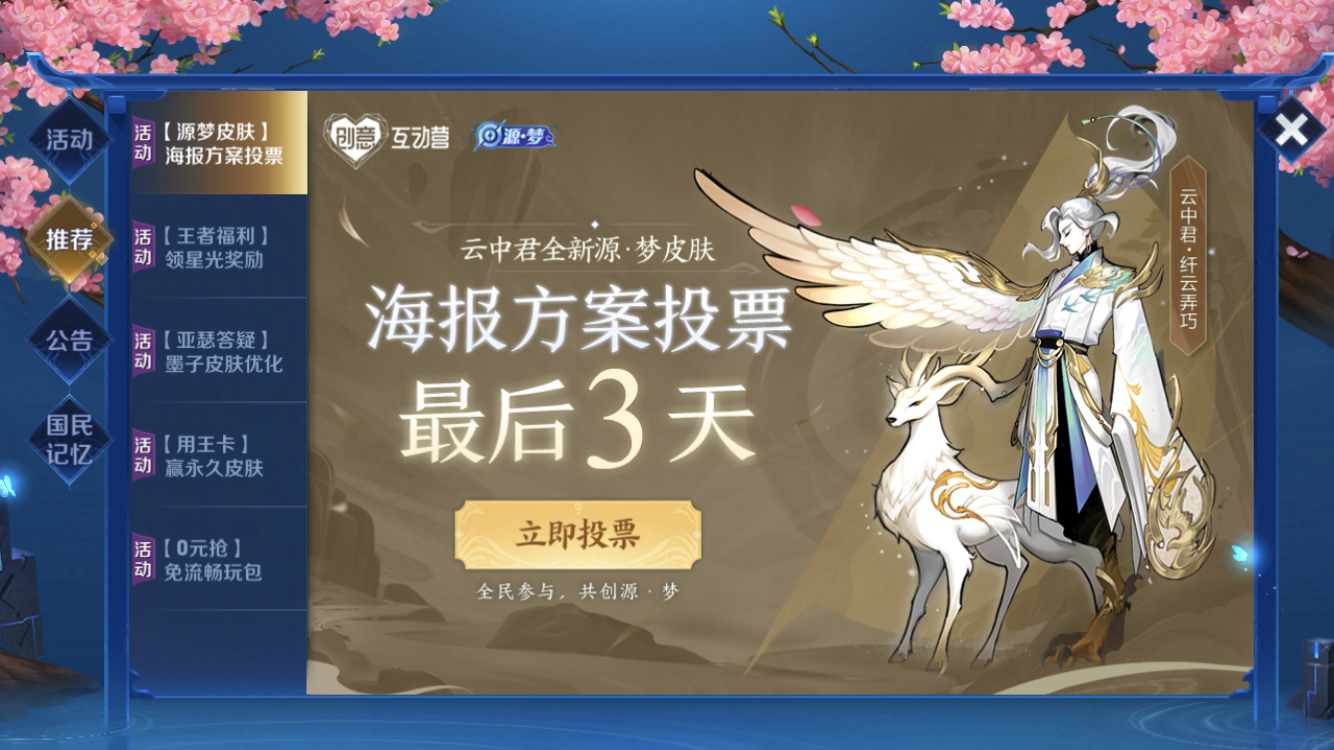 活动
推荐
公告
国民
记忆
活动
【源梦皮肤】
海报方案投票
活动
【王者福利】
领星光奖励
活动
【亚瑟答疑】
墨子皮肤优化
活动
【用王卡】
赢永久皮肤
活动
【0元抢】
免流畅玩包
创意互动营
源·梦
云中君全新源·梦皮肤
海报方案投票
最后3天
立即投票
全民参与，共创源·梦
云中君·纤云弄巧